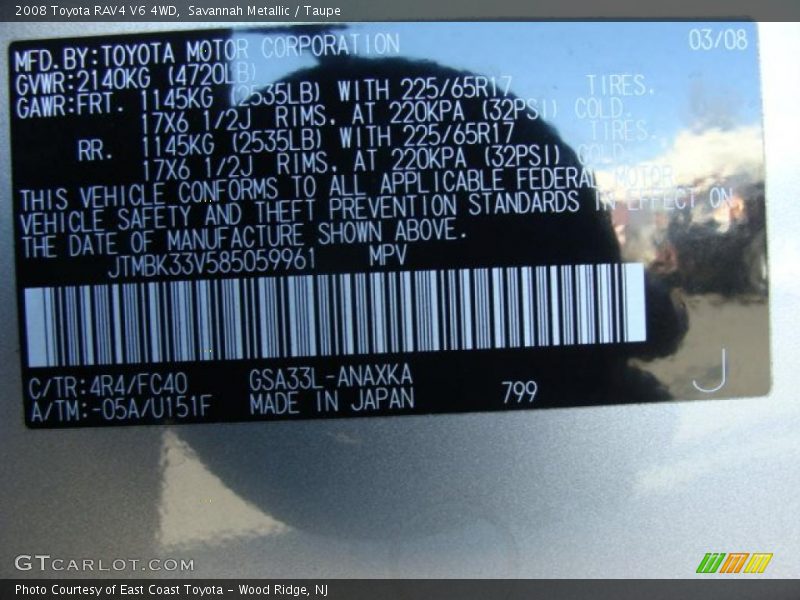 2008 Toyota RAV4 V6 4WD, Savannah Metallic / Taupe
MFD.BY:TOYOTA MOTOR CORPORATION 03/08
GVWR:2140KG (4720LB)
GAWR:FRT. 1145KG (2535LB) WITH 225/65R17 TIRES.
17X6 1/2J RIMS, AT 220KPA (32PSI) COLD.
RR. 1145KG (2535LB) WITH 225/65R17 TIRES.
17X6 1/2J RIMS, AT 220KPA (32PSI) COLD.
THIS VEHICLE CONFORMS TO ALL APPLICABLE FEDERAL MOTOR
VEHICLE SAFETY AND THEFT PREVENTION STANDARDS IN EFFECT ON
THE DATE OF MANUFACTURE SHOWN ABOVE.
JTMBK33V585059961 MPV
C/TR:4R4/FC40 GSA33L-ANAXKA
A/TM:-05A/U151F MADE IN JAPAN 799 J
GTCARLOT.COM
Photo Courtesy of East Coast Toyota - Wood Ridge, NJ